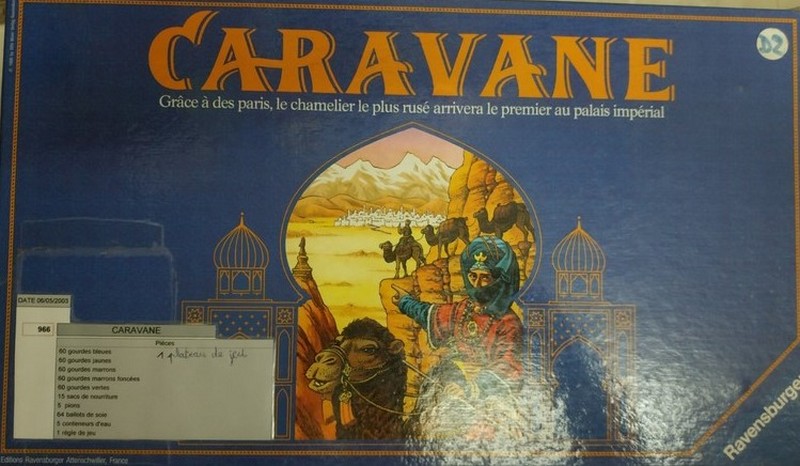 CARAVANE
Grâce à des paris, le chamelier le plus rusé arrivera le premier au palais impérial
D2
DATE 06/05/2003
966
CARAVANE
Pièces
1 plateau de jeu
60 gourdes bleues
60 gourdes jaunes
60 gourdes marrons
60 gourdes marrons foncées
60 gourdes vertes
15 sacs de nourriture
5 pions
64 ballots de soie
5 conteneurs d'eau
1 règle de jeu
Ravensburger
Editions Ravensburger Attenschwiller, France